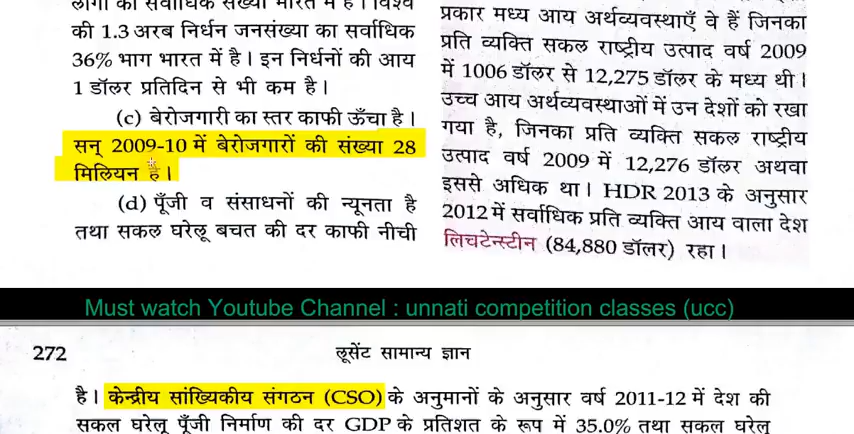 लोगों की सर्वाधिक संख्या भारत में है। विश्व
की 1.3 अरब निर्धन जनसंख्या का सर्वाधिक
36% भाग भारत में है। इन निर्धनों की आय
1 डॉलर प्रतिदिन से भी कम है।
(c) बेरोजगारी का स्तर काफी ऊँचा है।
सन् 2009-10 में बेरोजगारों की संख्या 28
मिलियन है।
(d) पूँजी व संसाधनों की न्यूनता है
तथा सकल घरेलू बचत की दर काफी नीची
प्रकार मध्य आय अर्थव्यवस्थाएँ वे हैं जिनका
प्रति व्यक्ति सकल राष्ट्रीय उत्पाद वर्ष 2009
में 1006 डॉलर से 12,275 डॉलर के मध्य थी।
उच्च आय अर्थव्यवस्थाओं में उन देशों को रखा
गया है, जिनका प्रति व्यक्ति सकल राष्ट्रीय
उत्पाद वर्ष 2009 में 12,276 डॉलर अथवा
इससे अधिक था। HDR 2013 के अनुसार
2012 में सर्वाधिक प्रति व्यक्ति आय वाला देश
लिचटेन्स्टीन (84,880 डॉलर) रहा।
Must watch Youtube Channel : unnati competition classes (ucc)
272 लूसेंट सामान्य ज्ञान
है। केन्द्रीय सांख्यिकीय संगठन (CSO) के अनुमानों के अनुसार वर्ष 2011-12 में देश की
सकल घरेलू पूँजी निर्माण की दर GDP के प्रतिशत के रूप में 35.0% तथा सकल घरेलू